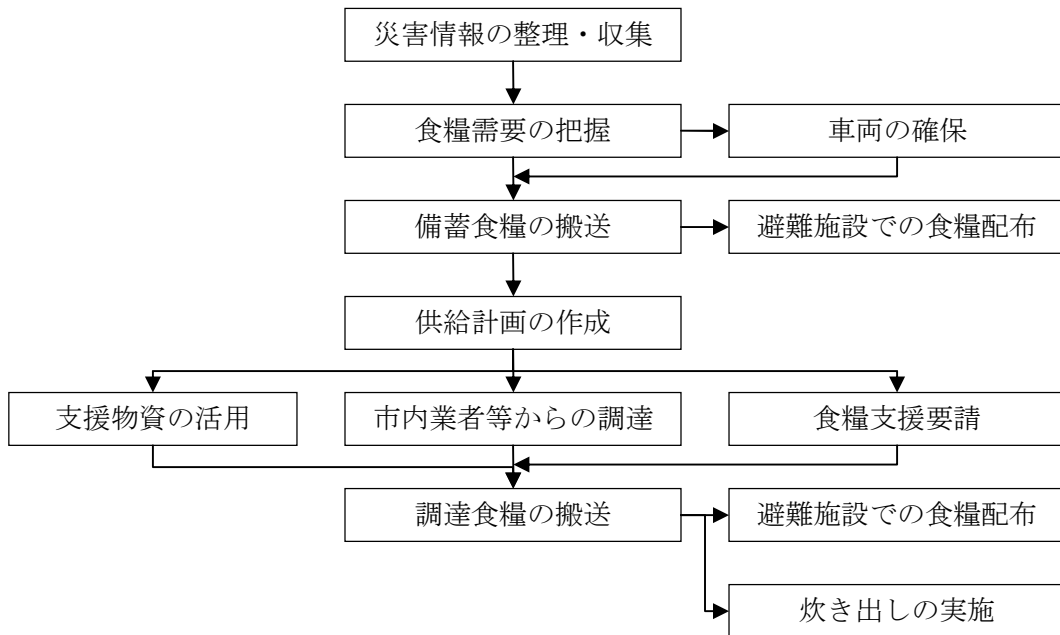 災害情報の整理・収集
食糧需要の把握
車両の確保
備蓄食糧の搬送
避難施設での食糧配布
供給計画の作成
支援物資の活用
市内業者等からの調達
食糧支援要請
調達食糧の搬送
避難施設での食糧配布
炊き出しの実施